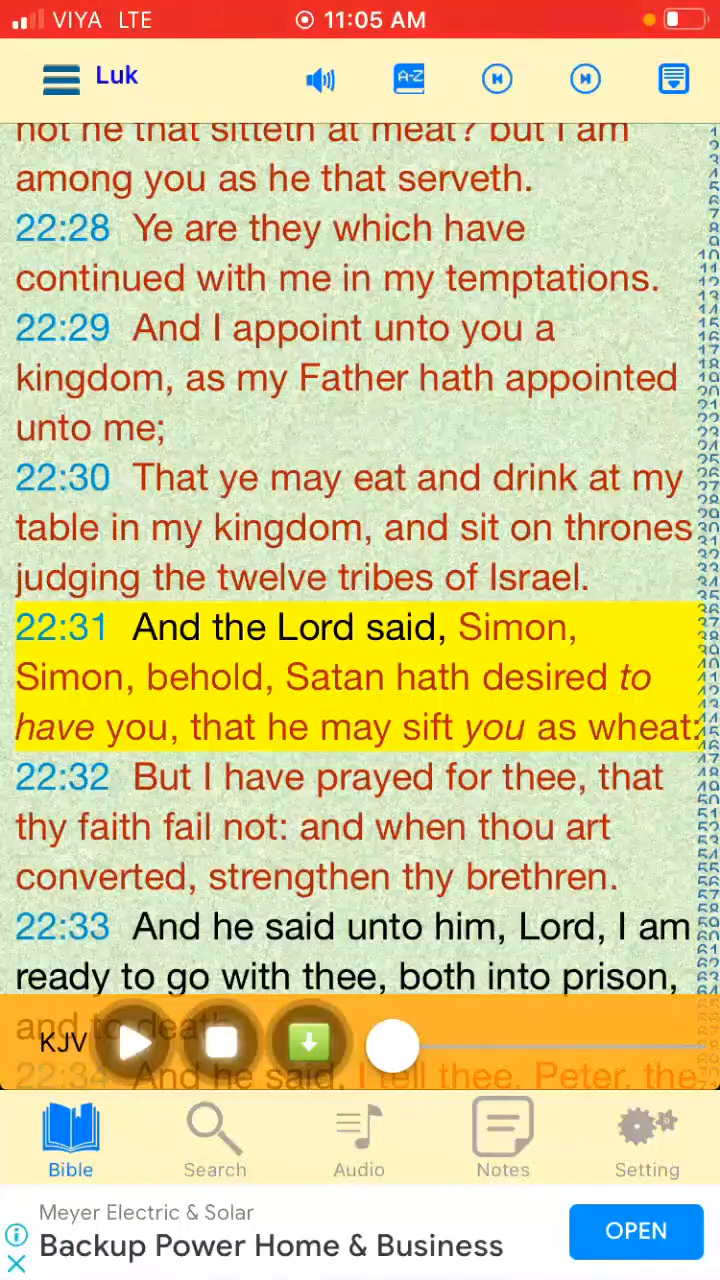 VIYA LTE 11:05 AM
Luk A-Z
not he that sitteth at meat? but I am
among you as he that serveth.
22:28 Ye are they which have
continued with me in my temptations.
22:29 And I appoint unto you a
kingdom, as my Father hath appointed
unto me;
22:30 That ye may eat and drink at my
table in my kingdom, and sit on thrones
judging the twelve tribes of Israel.
22:31 And the Lord said, Simon,
Simon, behold, Satan hath desired to
have you, that he may sift you as wheat:
22:32 But I have prayed for thee, that
thy faith fail not: and when thou art
converted, strengthen thy brethren.
22:33 And he said unto him, Lord, I am
ready to go with thee, both into prison,
and to death.
KJV
22:34 And he said, I tell thee, Peter, the
Bible Search Audio Notes Setting
Meyer Electric & Solar
Backup Power Home & Business
OPEN